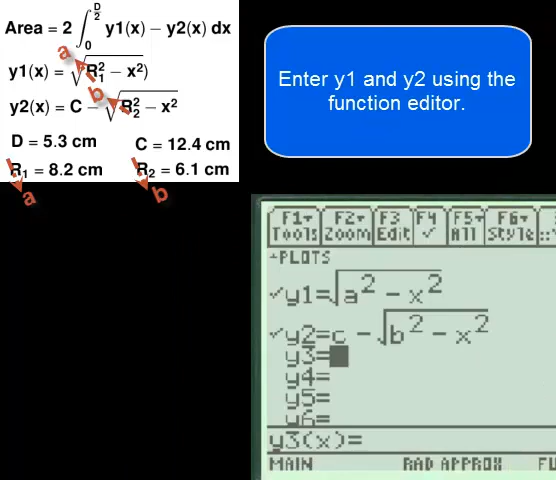 Area = 2 ∫₀^(D/2) y1(x) − y2(x) dx
a
y1(x) = √(R₁² − x²)
b
y2(x) = C − √(R₂² − x²)
D = 5.3 cm
C = 12.4 cm
R₁ = 8.2 cm
R₂ = 6.1 cm
a
b
Enter y1 and y2 using the
function editor.
F1▾ F2▾ F3 F4 F5▾ F6▾
Tools Zoom Edit ✓ All Style
PLOTS
✓y1=√(a² − x²)
✓y2=c − √(b² − x²)
y3=
y4=
y5=
y6=
y3(x)=
MAIN RAD APPROX FU